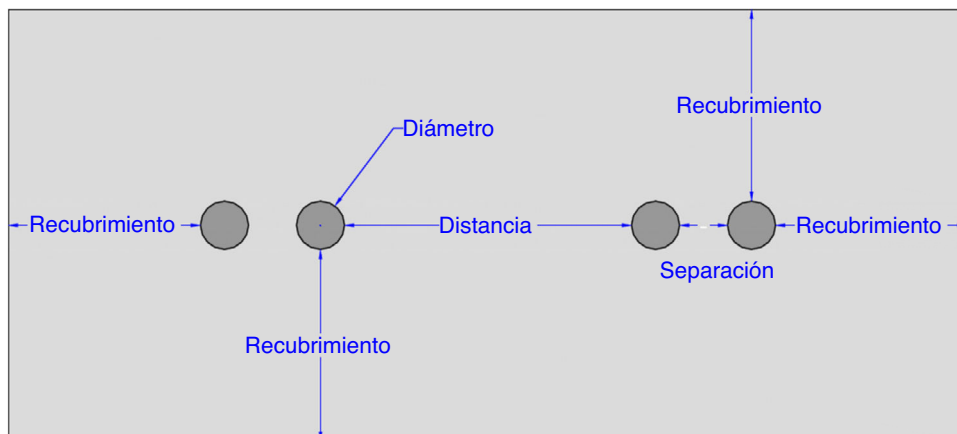 Recubrimiento
Diámetro
Recubrimiento
Distancia
Recubrimiento
Separación
Recubrimiento